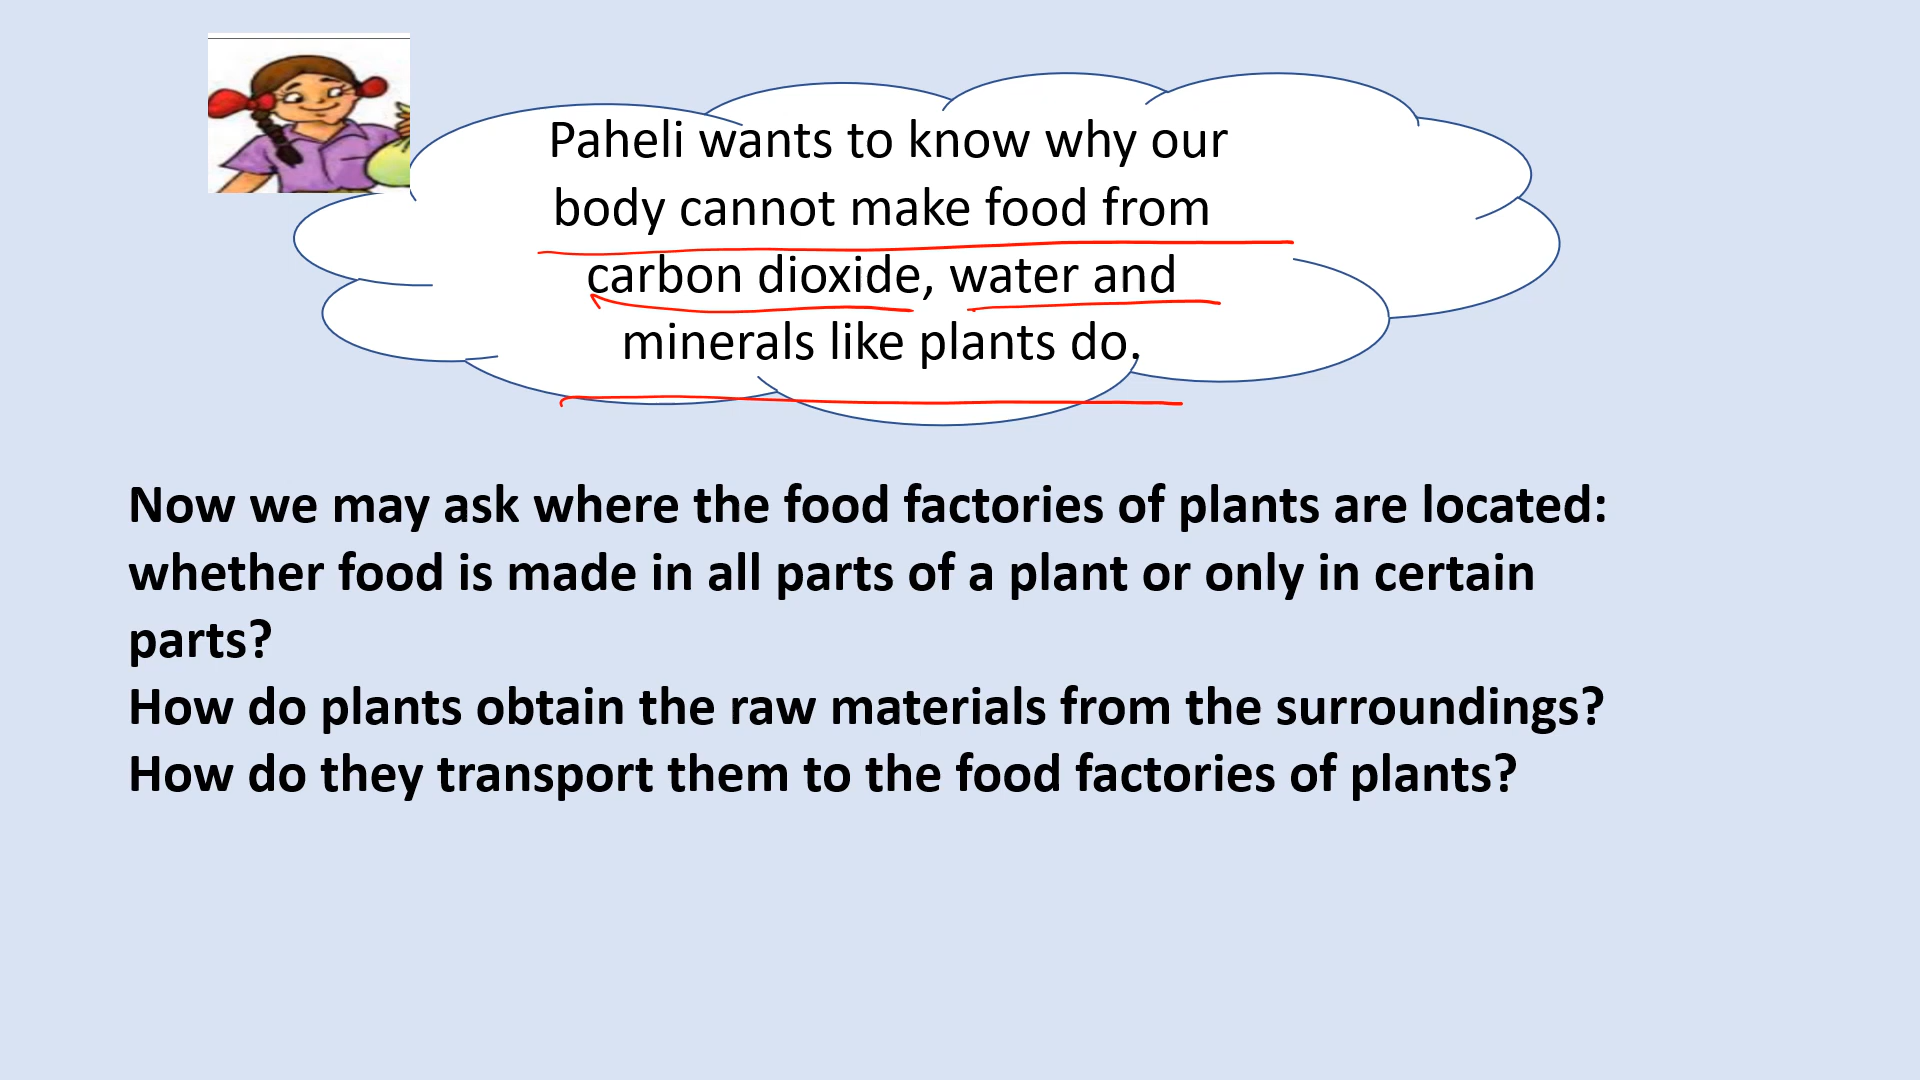 Paheli wants to know why our
body cannot make food from
carbon dioxide, water and
minerals like plants do.
Now we may ask where the food factories of plants are located:
whether food is made in all parts of a plant or only in certain
parts?
How do plants obtain the raw materials from the surroundings?
How do they transport them to the food factories of plants?